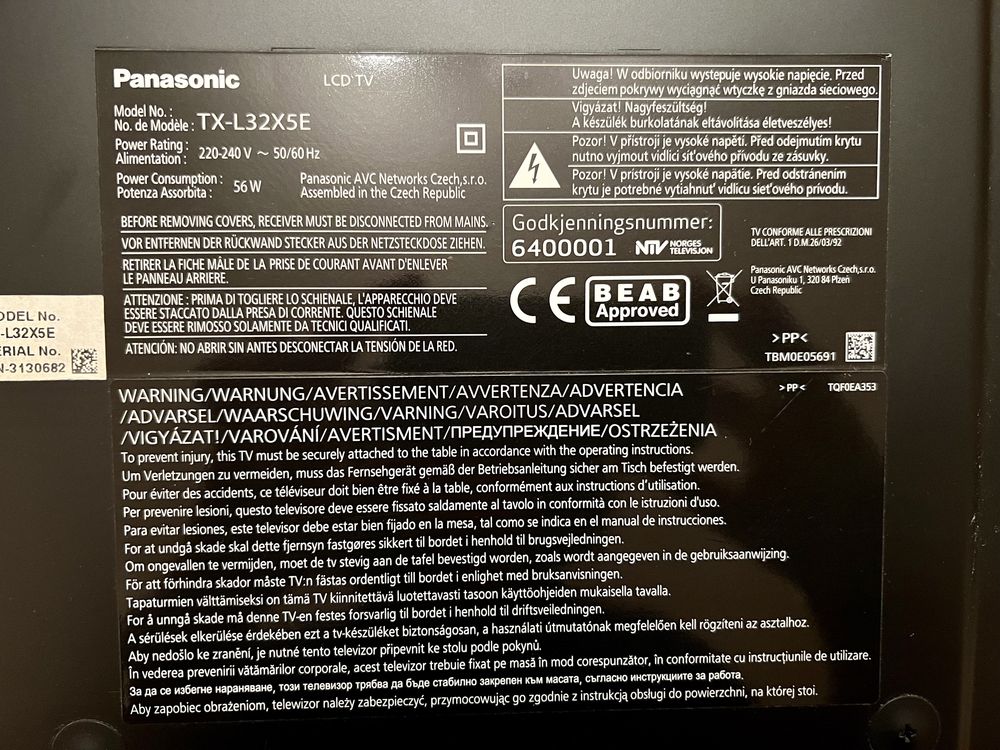 Panasonic LCD TV
Model No. :
No. de Modèle : TX-L32X5E
Power Rating :
Alimentation : 220-240 V ~ 50/60 Hz
Power Consumption :
Potenza Assorbita : 56 W
Panasonic AVC Networks Czech,s.r.o.
Assembled in the Czech Republic
BEFORE REMOVING COVERS, RECEIVER MUST BE DISCONNECTED FROM MAINS.
VOR ENTFERNEN DER RÜCKWAND STECKER AUS DER NETZSTECKDOSE ZIEHEN.
RETIRER LA FICHE MÂLE DE LA PRISE DE COURANT AVANT D'ENLEVER
LE PANNEAU ARRIERE.
ATTENZIONE : PRIMA DI TOGLIERE LO SCHIENALE, L'APPARECCHIO DEVE
ESSERE STACCATO DALLA PRESA DI CORRENTE. QUESTO SCHIENALE
DEVE ESSERE RIMOSSO SOLAMENTE DA TECNICI QUALIFICATI.
ATENCIÓN: NO ABRIR SIN ANTES DESCONECTAR LA TENSIÓN DE LA RED.
Uwaga! W odbiorniku wystepuje wysokie napięcie. Przed
zdjeciem pokrywy wyciągnąć wtyczkę z gniazda sieciowego.
Vigyázat! Nagyfeszültség!
A készülék burkolatának eltávolítása életveszélyes!
Pozor! V přístroji je vysoké napětí. Před odejmutím krytu
nutno vyjmout vidlici síťového přívodu ze zásuvky.
Pozor! V prístroji je vysoké napätie. Pred odstránením
krytu je potrebné vytiahnuť vidlicu sieťového prívodu.
Godkjenningsnummer:
6400001 NTV NORGES
TELEVISJON
TV CONFORME ALLE PRESCRIZIONI
DELL'ART. 1 D.M.26/03/92
CE BEAB
Approved
Panasonic AVC Networks Czech,s.r.o.
U Panasoniku 1, 320 84 Plzeň
Czech Republic
>PP<
TBM0E05691
ODEL No.
-L32X5E
ERIAL No.
N-3130682
WARNING/WARNUNG/AVERTISSEMENT/AVVERTENZA/ADVERTENCIA
/ADVARSEL/WAARSCHUWING/VARNING/VAROITUS/ADVARSEL
/VIGYÁZAT!/VAROVÁNÍ/AVERTISMENT/ПРЕДУПРЕЖДЕНИЕ/OSTRZEŻENIA
>PP< TQF0EA353
To prevent injury, this TV must be securely attached to the table in accordance with the operating instructions.
Um Verletzungen zu vermeiden, muss das Fernsehgerät gemäß der Betriebsanleitung sicher am Tisch befestigt werden.
Pour éviter des accidents, ce téléviseur doit bien être fixé à la table, conformément aux instructions d'utilisation.
Per prevenire lesioni, questo televisore deve essere fissato saldamente al tavolo in conformità con le istruzioni d'uso.
Para evitar lesiones, este televisor debe estar bien fijado en la mesa, tal como se indica en el manual de instrucciones.
For at undgå skade skal dette fjernsyn fastgøres sikkert til bordet i henhold til brugsvejledningen.
Om ongevallen te vermijden, moet de tv stevig aan de tafel bevestigd worden, zoals wordt aangegeven in de gebruiksaanwijzing.
För att förhindra skador måste TV:n fästas ordentligt till bordet i enlighet med bruksanvisningen.
Tapaturmien välttämiseksi on tämä TV kiinnitettävä luotettavasti tasoon käyttöohjeiden mukaisella tavalla.
For å unngå skade må denne TV-en festes forsvarlig til bordet i henhold til driftsveiledningen.
A sérülések elkerülése érdekében ezt a tv-készüléket biztonságosan, a használati útmutatónak megfelelően kell rögzíteni az asztalhoz.
Aby nedošlo ke zranění, je nutné tento televizor připevnit ke stolu podle pokynů.
În vederea prevenirii vătămărilor corporale, acest televizor trebuie fixat pe masă în mod corespunzător, în conformitate cu instrucțiunile de utilizare.
За да се избегне нараняване, този телевизор трябва да бъде стабилно закрепен към масата, съгласно инструкциите за работа.
Aby zapobiec obrażeniom, telewizor należy zabezpieczyć, przymocowując go zgodnie z instrukcją obsługi do powierzchni, na której stoi.